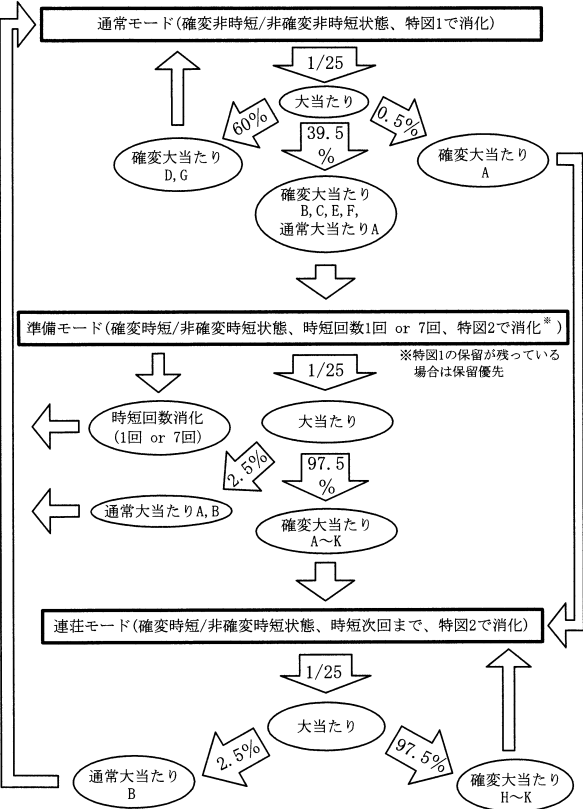 通常モード(確変非時短/非確変非時短状態、特図1で消化)
1/25
大当たり
60%
39.5
%
0.5%
確変大当たり
D,G
確変大当たり
B,C,E,F,
通常大当たりA
確変大当たり
A
準備モード(確変時短/非確変時短状態、時短回数1回 or 7回、特図2で消化※)
※特図1の保留が残っている
場合は保留優先
1/25
時短回数消化
(1回 or 7回)
大当たり
2.5%
97.5
%
通常大当たりA,B
確変大当たり
A～K
連荘モード(確変時短/非確変時短状態、時短次回まで、特図2で消化)
1/25
大当たり
2.5%
97.5%
通常大当たり
B
確変大当たり
H～K